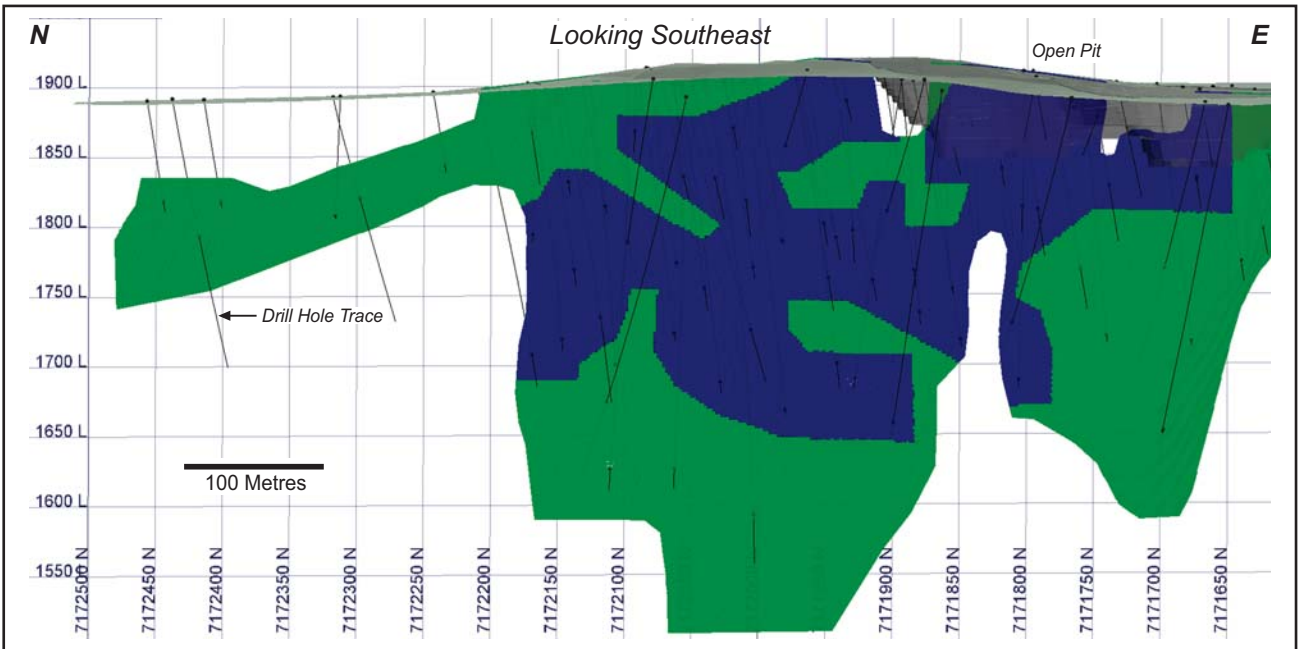 N
Looking Southeast
E
Open Pit
1900 L
1850 L
1800 L
1750 L
Drill Hole Trace
1700 L
1650 L
100 Metres
1600 L
1550 L
7172500 N
7172450 N
7172400 N
7172350 N
7172300 N
7172250 N
7172200 N
7172150 N
7172100 N
7171900 N
7171850 N
7171800 N
7171750 N
7171700 N
7171650 N